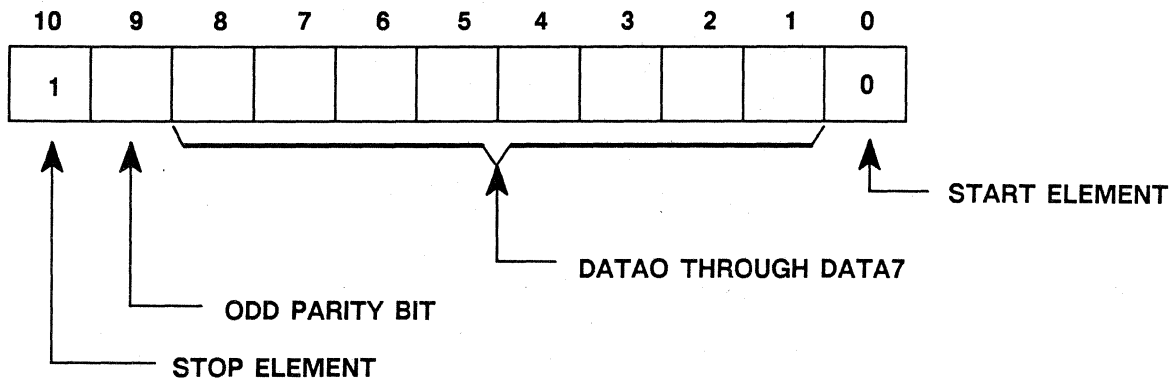 10 9 8 7 6 5 4 3 2 1 0
1 0
START ELEMENT
DATA0 THROUGH DATA7
ODD PARITY BIT
STOP ELEMENT